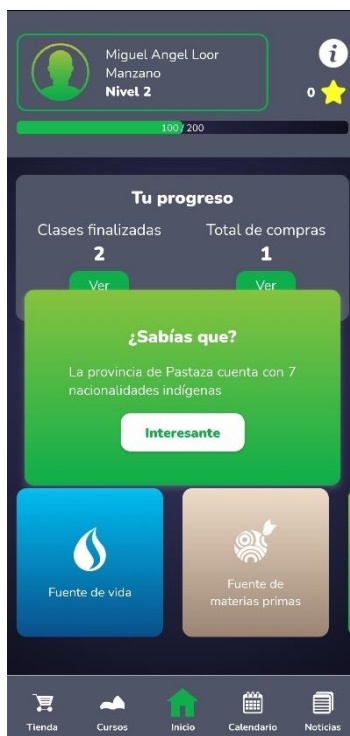 Miguel Angel Loor
Manzano
Nivel 2
0
100 / 200
Tu progreso
Clases finalizadas
2
Ver
Total de compras
1
Ver
¿Sabías que?
La provincia de Pastaza cuenta con 7
nacionalidades indígenas
Interesante
Fuente de vida
Fuente de
materias primas
Tienda
Cursos
Inicio
Calendario
Noticias